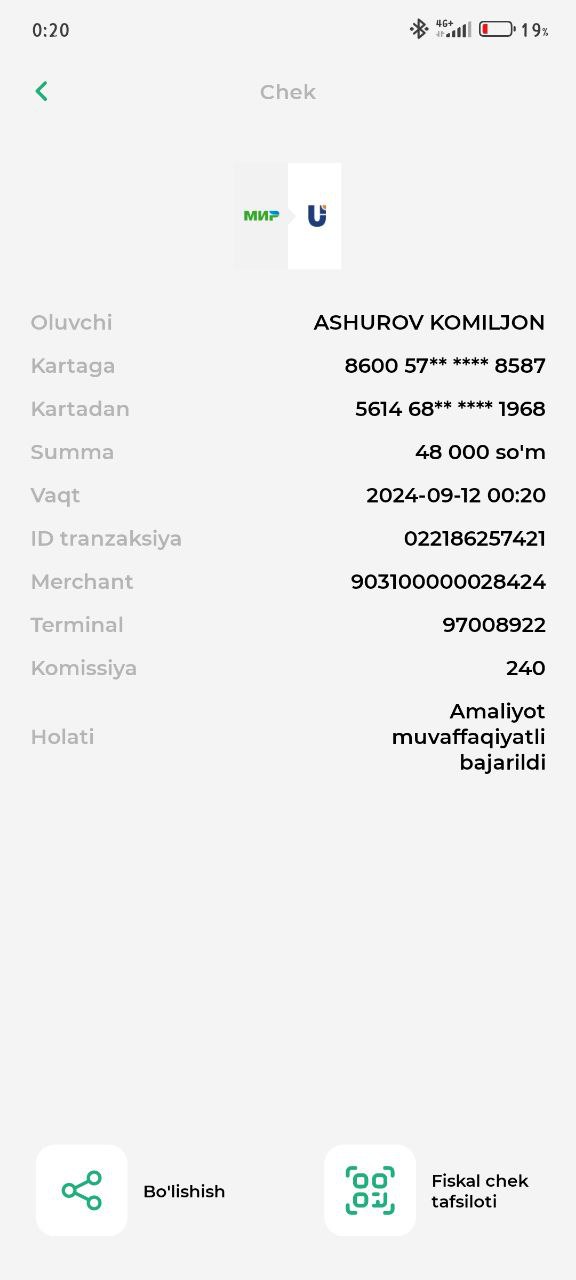 0:20
4G+
19%
Chek
МИР
U
Oluvchi ASHUROV KOMILJON
Kartaga 8600 57** **** 8587
Kartadan 5614 68** **** 1968
Summa 48 000 so'm
Vaqt 2024-09-12 00:20
ID tranzaksiya 022186257421
Merchant 903100000028424
Terminal 97008922
Komissiya 240
Holati Amaliyot
muvaffaqiyatli
bajarildi
Bo'lishish
Fiskal chek
tafsiloti